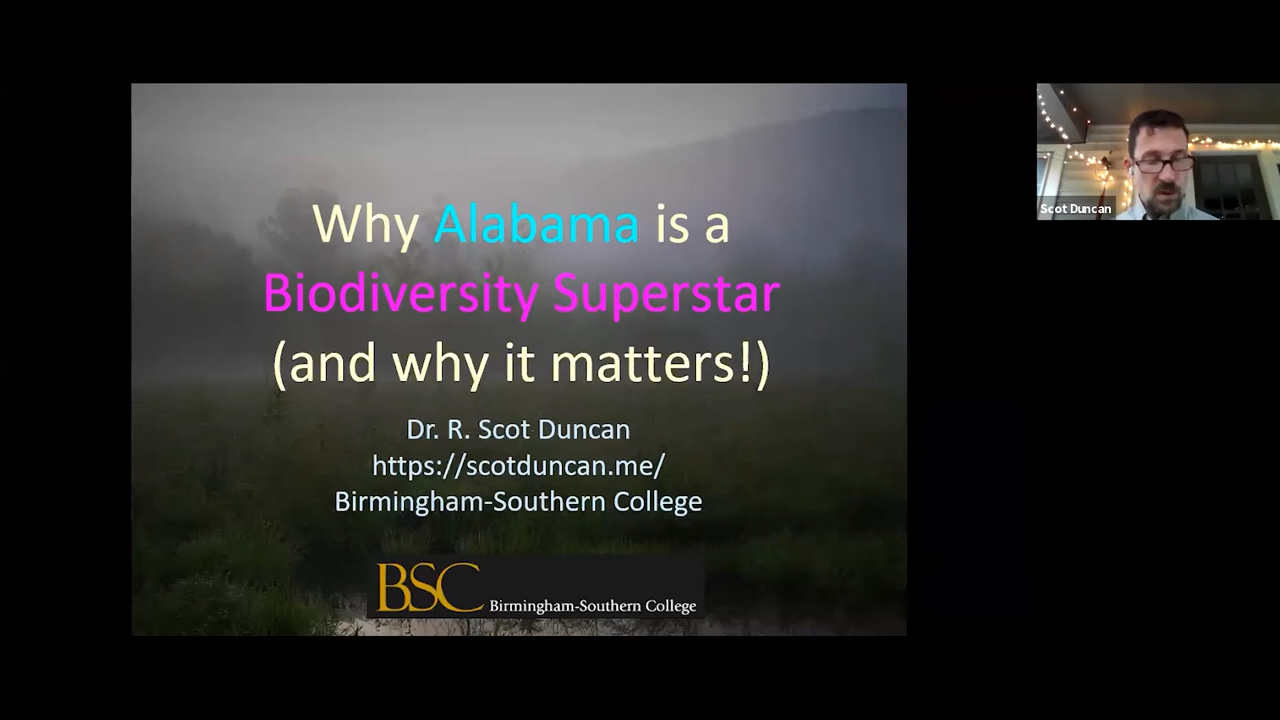 Why Alabama is a
Biodiversity Superstar
(and why it matters!)
Dr. R. Scot Duncan
https://scotduncan.me/
Birmingham-Southern College
BSC Birmingham-Southern College
Scot Duncan